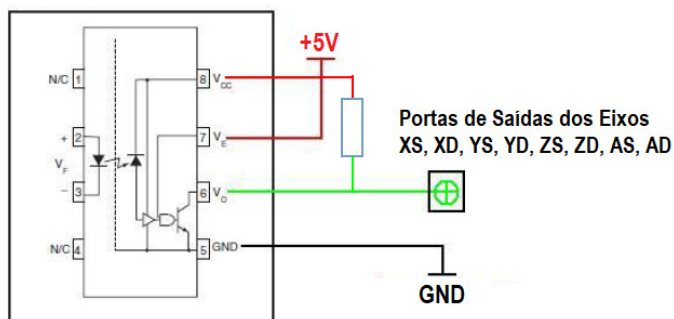 +5V
N/C 1
8 VCC
+ 2
7 VE
VF
− 3
6 VO
N/C 4
5 GND
Portas de Saídas dos Eixos
XS, XD, YS, YD, ZS, ZD, AS, AD
GND